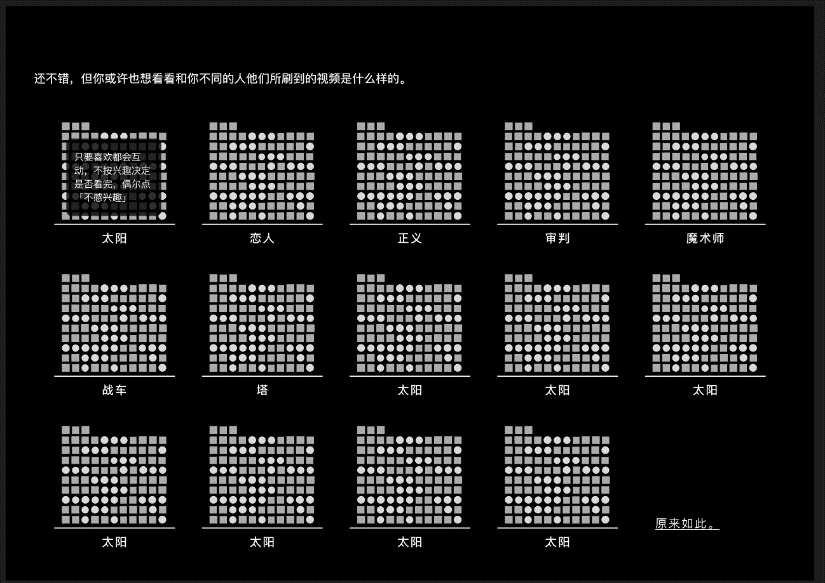 还不错，但你或许也想看看和你不同的人他们所刷到的视频是什么样的。
只要喜欢都会互
动，不按兴趣决定
是否看完，偶尔点
「不感兴趣」
太阳
恋人
正义
审判
魔术师
战车
塔
太阳
太阳
太阳
太阳
太阳
太阳
太阳
原来如此。